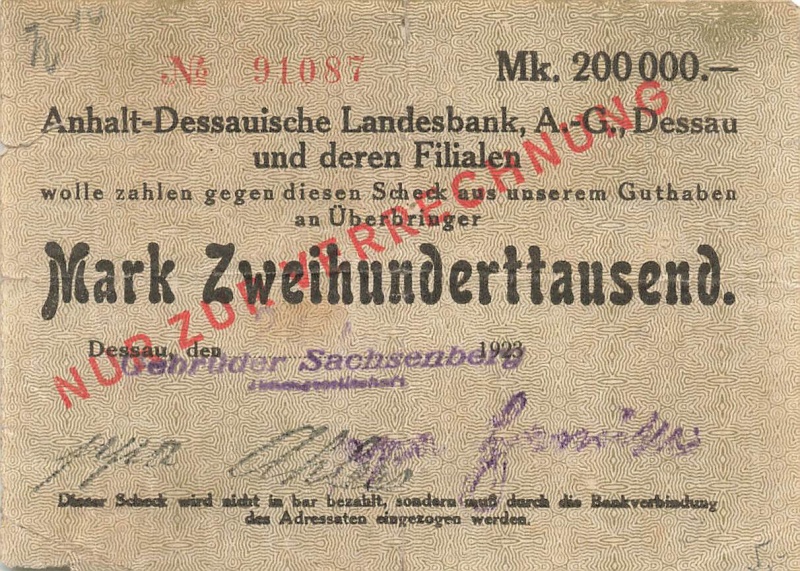 № 91087
Mk. 200 000.—
Anhalt-Dessauische Landesbank, A.-G., Dessau
und deren Filialen
wolle zahlen gegen diesen Scheck aus unserem Guthaben
an Überbringer
Mark Zweihunderttausend.
NUR ZUR VERRECHNUNG
Dessau, den 1923
Gebrüder Sachsenberg
Aktiengesellschaft
Dieser Scheck wird nicht in bar bezahlt, sondern muß durch die Bankverbindung
des Adressaten eingezogen werden.
5.-